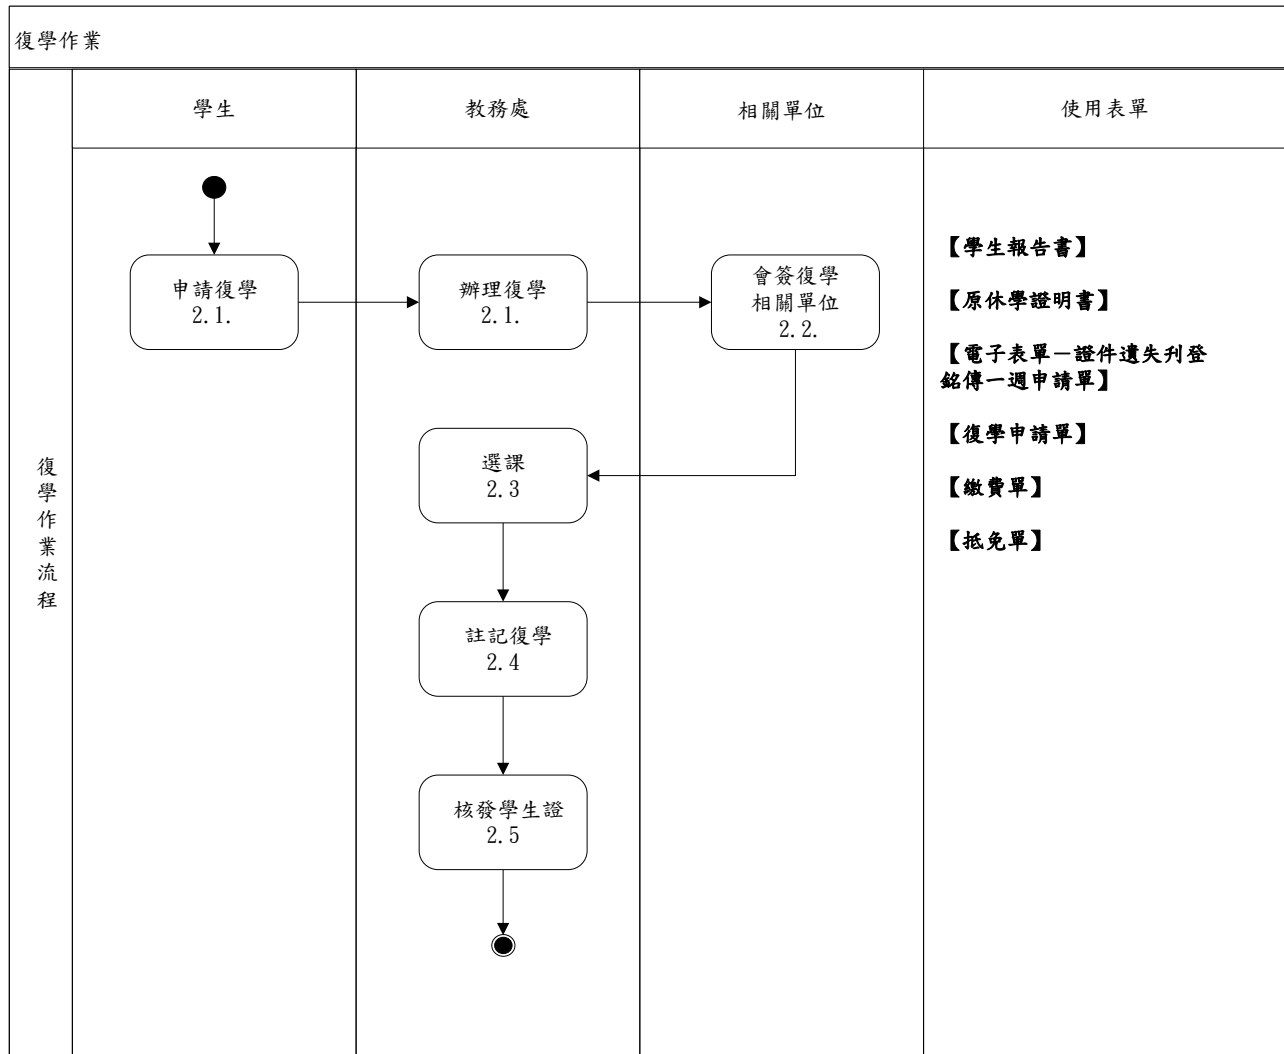 復學作業
學生
教務處
相關單位
使用表單
復學作業流程
申請復學
2.1.
辦理復學
2.1.
會簽復學
相關單位
2.2.
選課
2.3
註記復學
2.4
核發學生證
2.5
【學生報告書】
【原休學證明書】
【電子表單－證件遺失刊登
銘傳一週申請單】
【復學申請單】
【繳費單】
【抵免單】